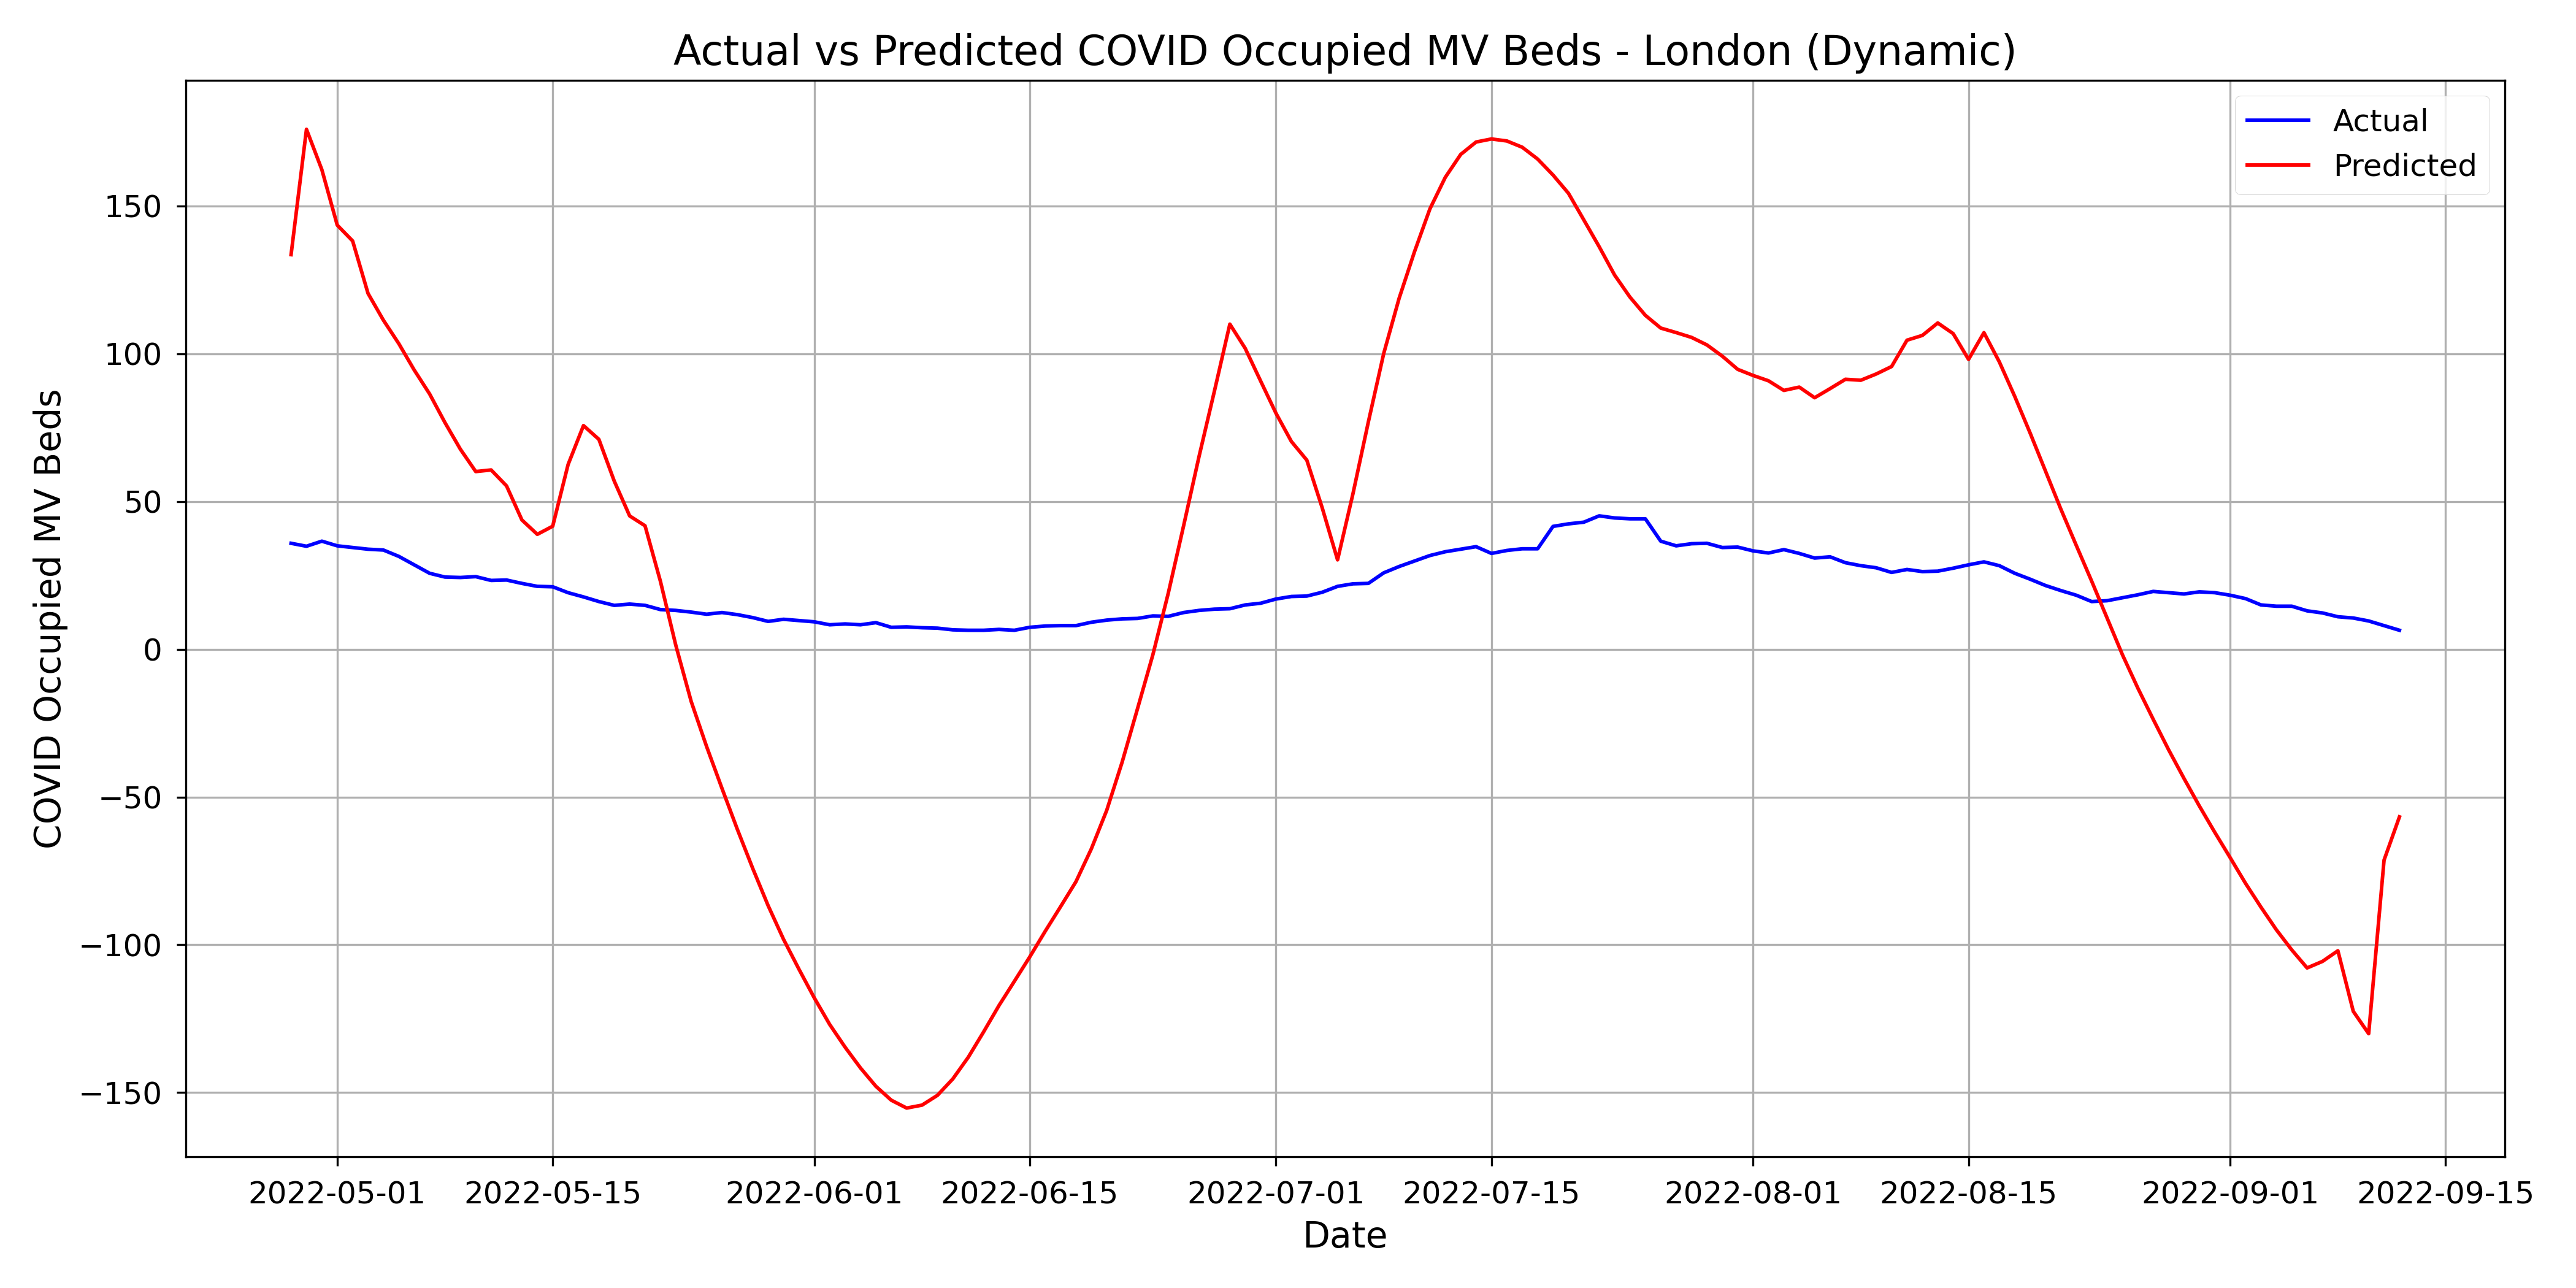 Actual vs Predicted COVID Occupied MV Beds - London (Dynamic)
Actual
Predicted
COVID Occupied MV Beds
150
100
50
0
−50
−100
−150
2022-05-01 2022-05-15 2022-06-01 2022-06-15 2022-07-01 2022-07-15 2022-08-01 2022-08-15 2022-09-01 2022-09-15
Date